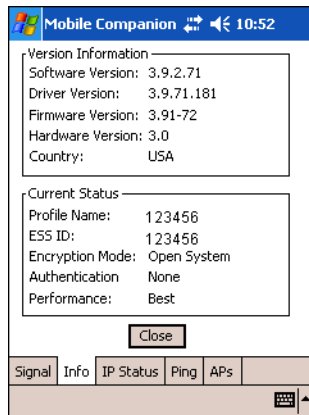 Mobile Companion 10:52
Version Information
Software Version: 3.9.2.71
Driver Version: 3.9.71.181
Firmware Version: 3.91-72
Hardware Version: 3.0
Country: USA
Current Status
Profile Name: 123456
ESS ID: 123456
Encryption Mode: Open System
Authentication None
Performance: Best
Close
Signal Info IP Status Ping APs